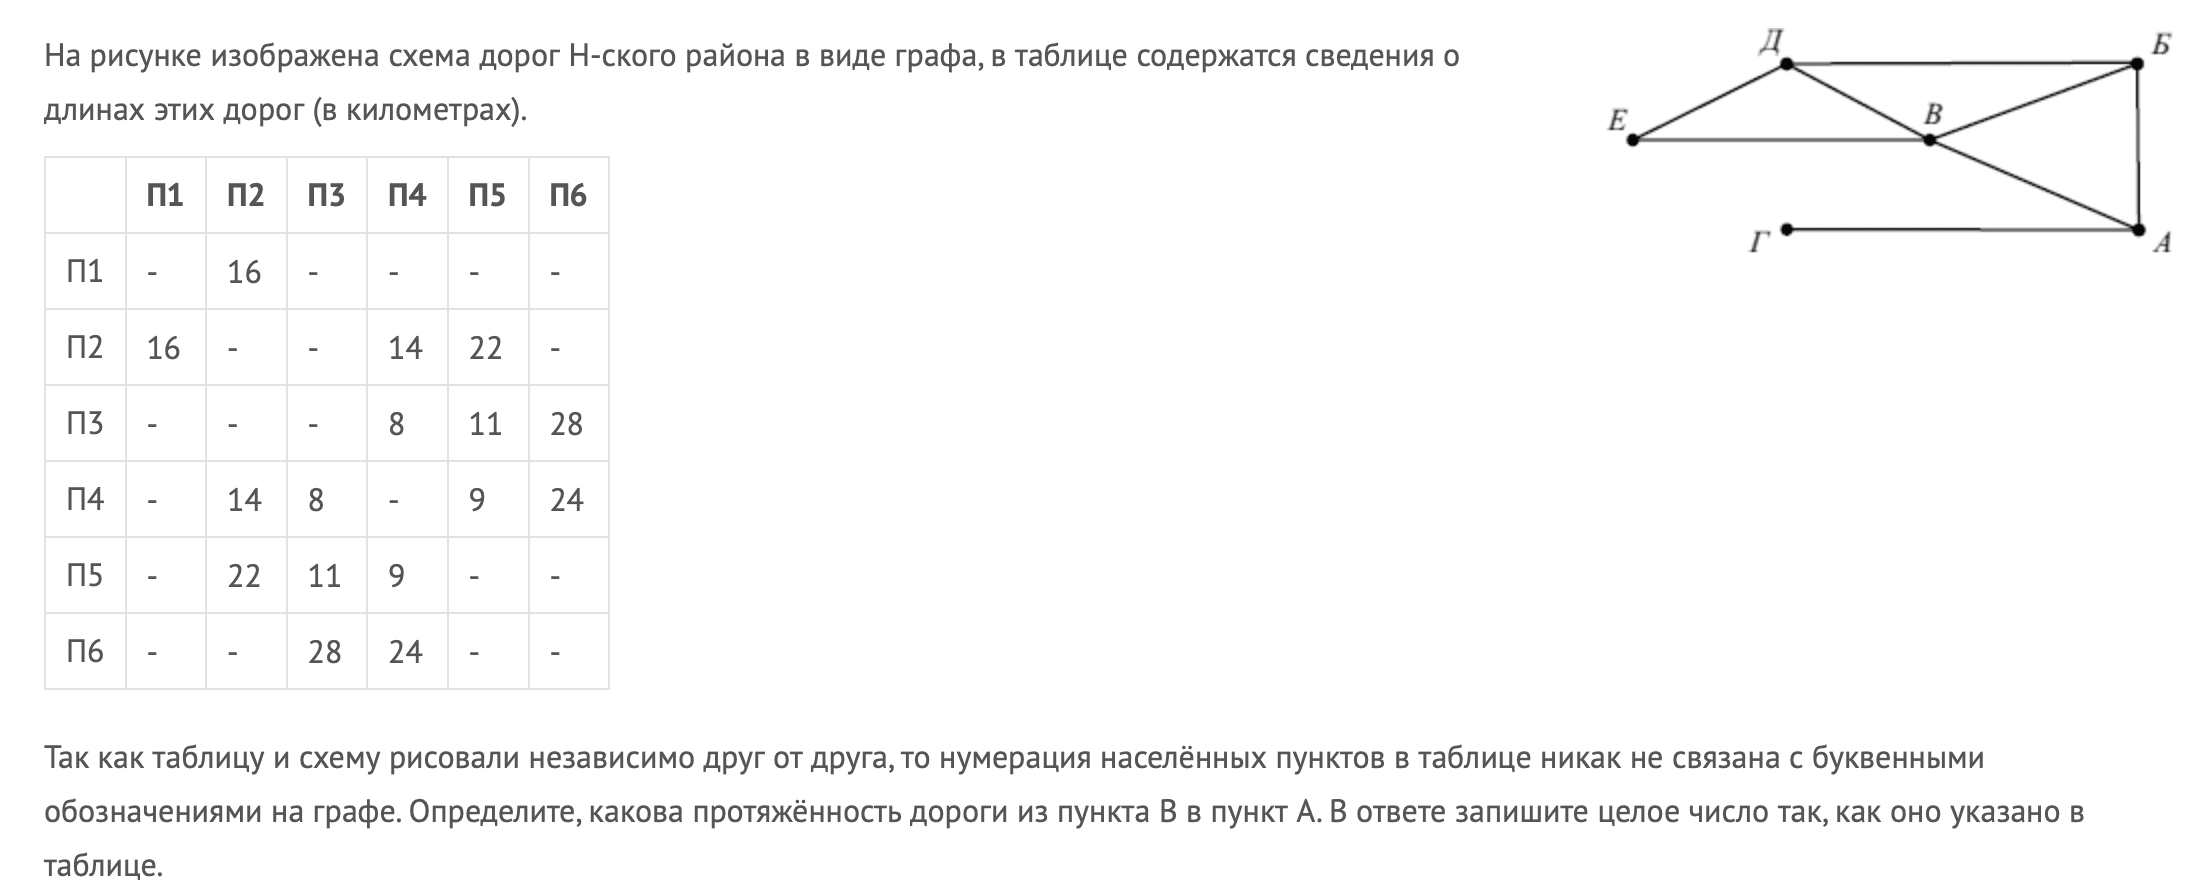 На рисунке изображена схема дорог Н-ского района в виде графа, в таблице содержатся сведения о
длинах этих дорог (в километрах).
Д
Б
Е
В
Г
А
П1 П2 П3 П4 П5 П6
П1 - 16 - - - -
П2 16 - - 14 22 -
П3 - - - 8 11 28
П4 - 14 8 - 9 24
П5 - 22 11 9 - -
П6 - - 28 24 - -
Так как таблицу и схему рисовали независимо друг от друга, то нумерация населённых пунктов в таблице никак не связана с буквенными
обозначениями на графе. Определите, какова протяжённость дороги из пункта В в пункт А. В ответе запишите целое число так, как оно указано в
таблице.